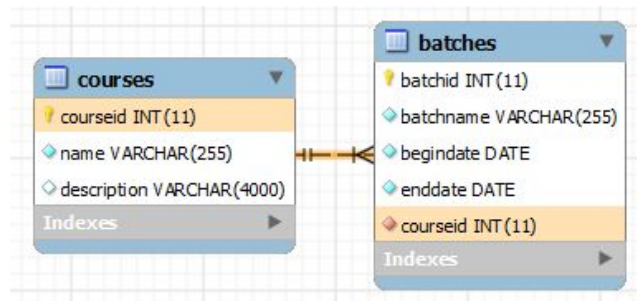 courses
courseid INT(11)
name VARCHAR(255)
description VARCHAR(4000)
Indexes
batches
batchid INT(11)
batchname VARCHAR(255)
begindate DATE
enddate DATE
courseid INT(11)
Indexes